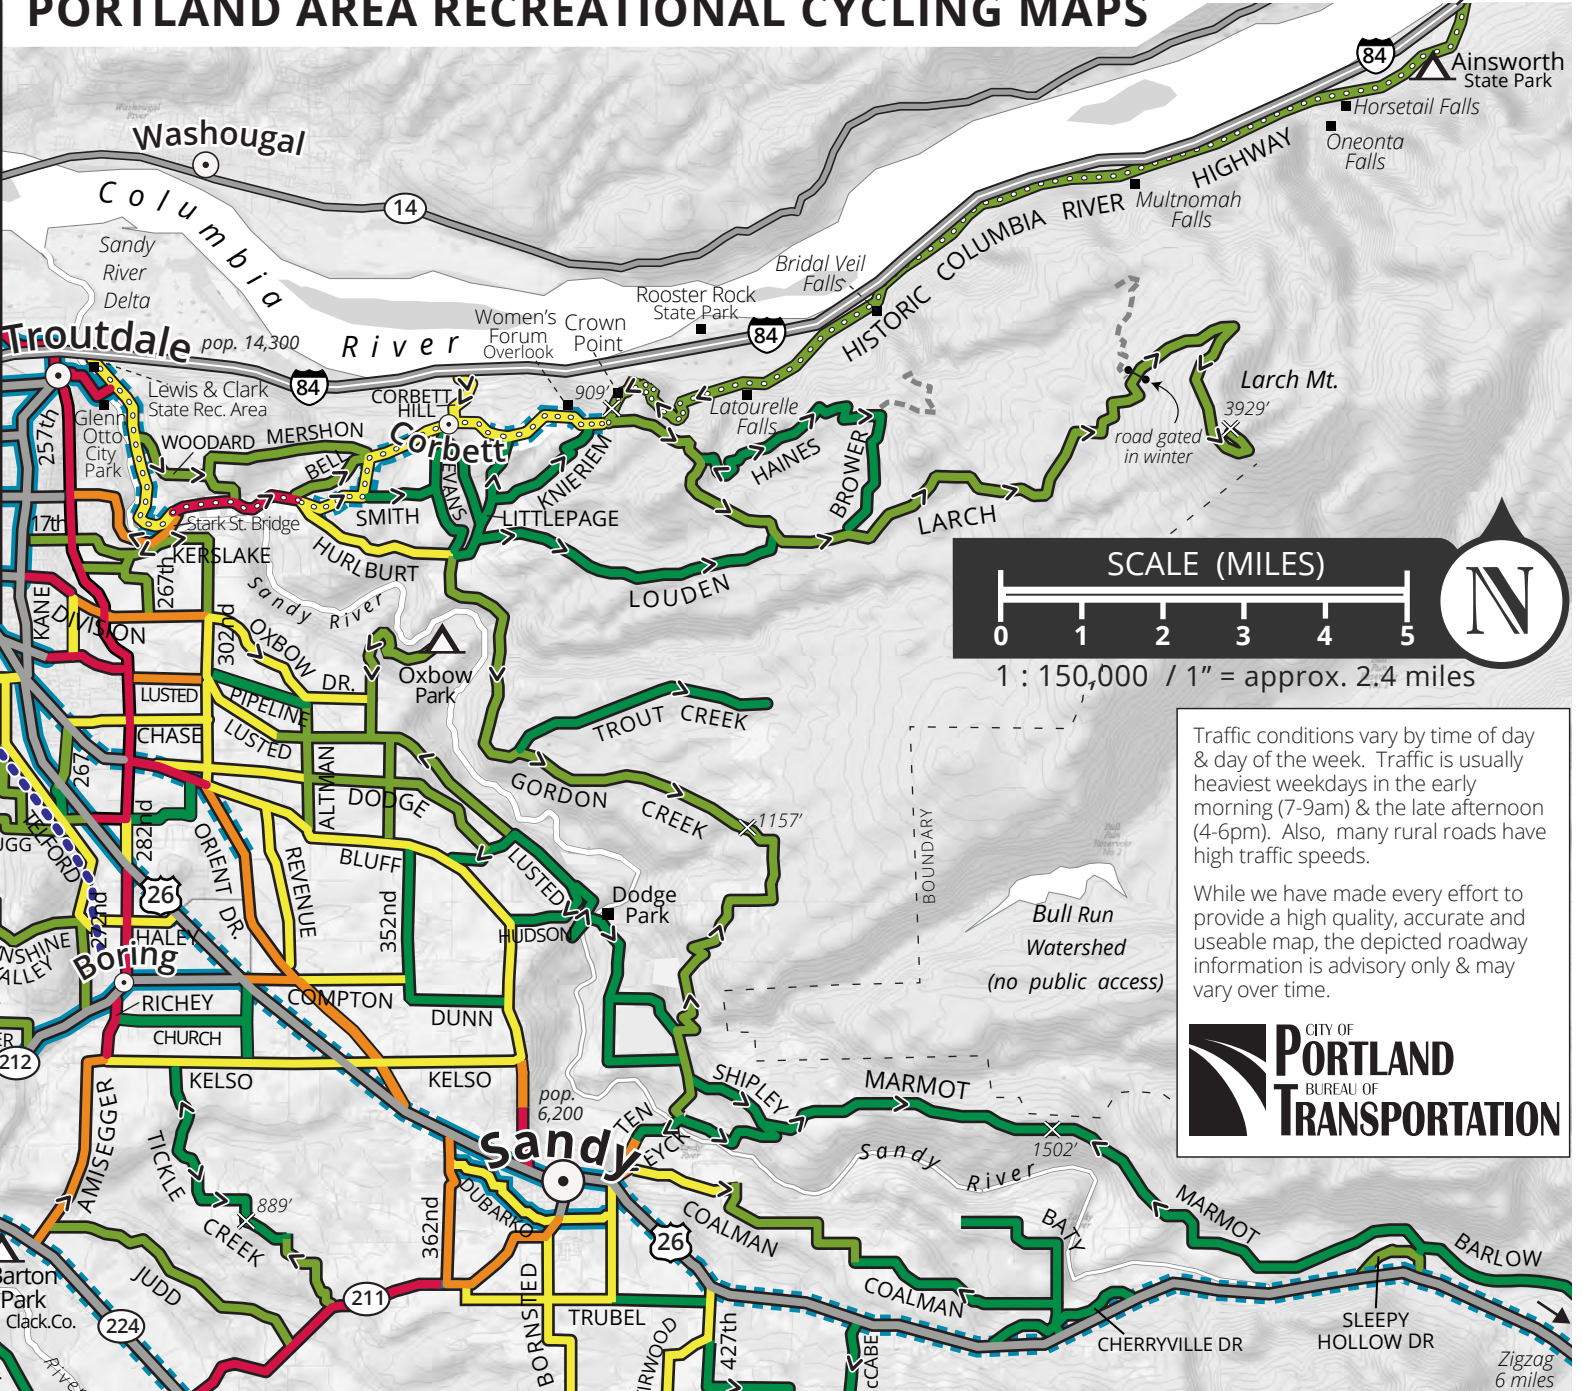 PORTLAND AREA RECREATIONAL CYCLING MAPS
84
Ainsworth
State Park
Horsetail Falls
Oneonta
Falls
HIGHWAY
Multnomah
Falls
RIVER
COLUMBIA
HISTORIC
Washougal
14
Columbia
River
Sandy
River
Delta
Bridal Veil
Falls
Rooster Rock
State Park
84
Women's
Forum
Overlook
Crown
Point
Troutdale
pop. 14,300
84
Lewis & Clark
State Rec. Area
Glenn
Otto
City
Park
257th
CORBETT
HILL
909'
Corbett
Latourelle
Falls
Larch Mt.
3929'
road gated
in winter
WOODARD
MERSHON
BELL
EVANS
KNIERIEM
HAINES
BROWER
LARCH
17th
Stark St. Bridge
SMITH
LITTLEPAGE
KERSLAKE
HURLBURT
LOUDEN
267th
Sandy River
KANE
DIVISION
302nd
OXBOW
DR.
Oxbow
Park
LUSTED
PIPELINE
CHASE
LUSTED
TROUT CREEK
267
ALTMAN
DODGE
GORDON
CREEK
1157'
TELFORD
282nd
ORIENT DR.
REVENUE
BLUFF
LUSTED
352nd
26
Dodge
Park
272nd
HALEY
HUDSON
Boring
BOUNDARY
Bull Run
Watershed
(no public access)
RICHEY
COMPTON
DUNN
CHURCH
212
KELSO
KELSO
pop.
6,200
SHIPLEY
MARMOT
AMISEGGER
TICKLE
CREEK
889'
Sandy
TEN
EYCK
Sandy River
1502'
362nd
DUBARKO
COALMAN
26
BATY
MARMOT
BARLOW
JUDD
211
COALMAN
Barton
Park
Clack.Co.
224
BORNSTED
TRUBEL
427th
CHERRYVILLE DR
SLEEPY
HOLLOW DR
Zigzag
6 miles
River
SCALE (MILES)
0 1 2 3 4 5
N
1 : 150,000 / 1” = approx. 2.4 miles
Traffic conditions vary by time of day
& day of the week. Traffic is usually
heaviest weekdays in the early
morning (7-9am) & the late afternoon
(4-6pm). Also, many rural roads have
high traffic speeds.
While we have made every effort to
provide a high quality, accurate and
useable map, the depicted roadway
information is advisory only & may
vary over time.
CITY OF
PORTLAND
BUREAU OF
TRANSPORTATION